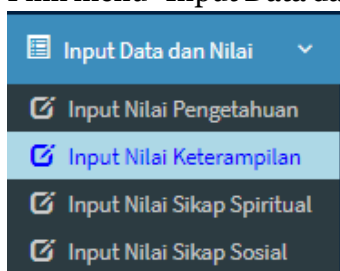 Input Data dan Nilai
Input Nilai Pengetahuan
Input Nilai Keterampilan
Input Nilai Sikap Spiritual
Input Nilai Sikap Sosial